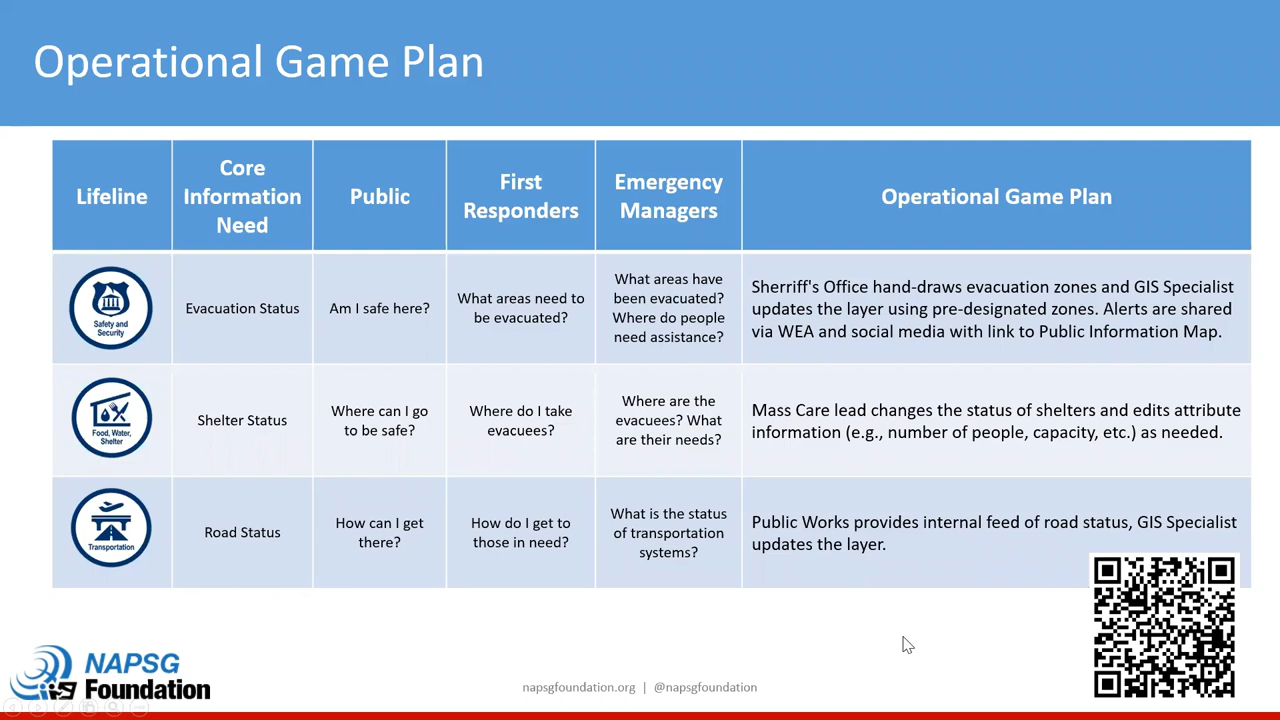 Operational Game Plan
Lifeline
Core
Information
Need
Public
First
Responders
Emergency
Managers
Operational Game Plan
Safety and
Security
Evacuation Status
Am I safe here?
What areas need to
be evacuated?
What areas have
been evacuated?
Where do people
need assistance?
Sherriff's Office hand-draws evacuation zones and GIS Specialist
updates the layer using pre-designated zones. Alerts are shared
via WEA and social media with link to Public Information Map.
Food, Water,
Shelter
Shelter Status
Where can I go
to be safe?
Where do I take
evacuees?
Where are the
evacuees? What
are their needs?
Mass Care lead changes the status of shelters and edits attribute
information (e.g., number of people, capacity, etc.) as needed.
Transportation
Road Status
How can I get
there?
How do I get to
those in need?
What is the status
of transportation
systems?
Public Works provides internal feed of road status, GIS Specialist
updates the layer.
NAPSG
Foundation
napsgfoundation.org | @napsgfoundation